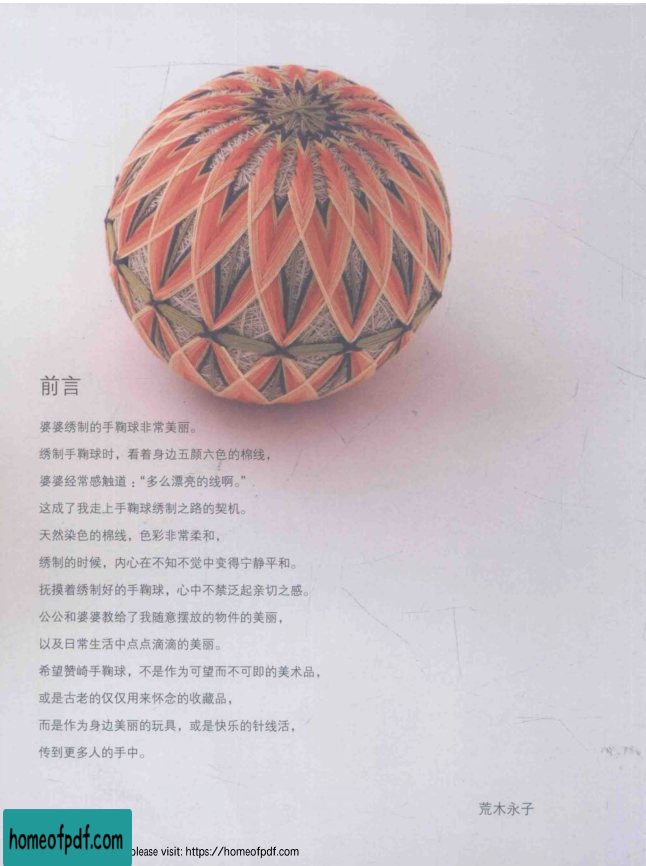 前言
婆婆绣制的手鞠球非常美丽。
绣制手鞠球时，看着身边五颜六色的棉线，
婆婆经常感触道：“多么漂亮的线啊。”
这成了我走上手鞠球绣制之路的契机。
天然染色的棉线，色彩非常柔和，
绣制的时候，内心在不知不觉中变得宁静平和。
抚摸着绣制好的手鞠球，心中不禁泛起亲切之感。
公公和婆婆教给了我随意摆放的物件的美丽，
以及日常生活中点点滴滴的美丽。
希望赞崎手鞠球，不是作为可望而不可即的美术品，
或是古老的仅仅用来怀念的收藏品，
而是作为身边美丽的玩具，或是快乐的针线活，
传到更多人的手中。
荒木永子
homeofpdf.com
please visit: https://homeofpdf.com